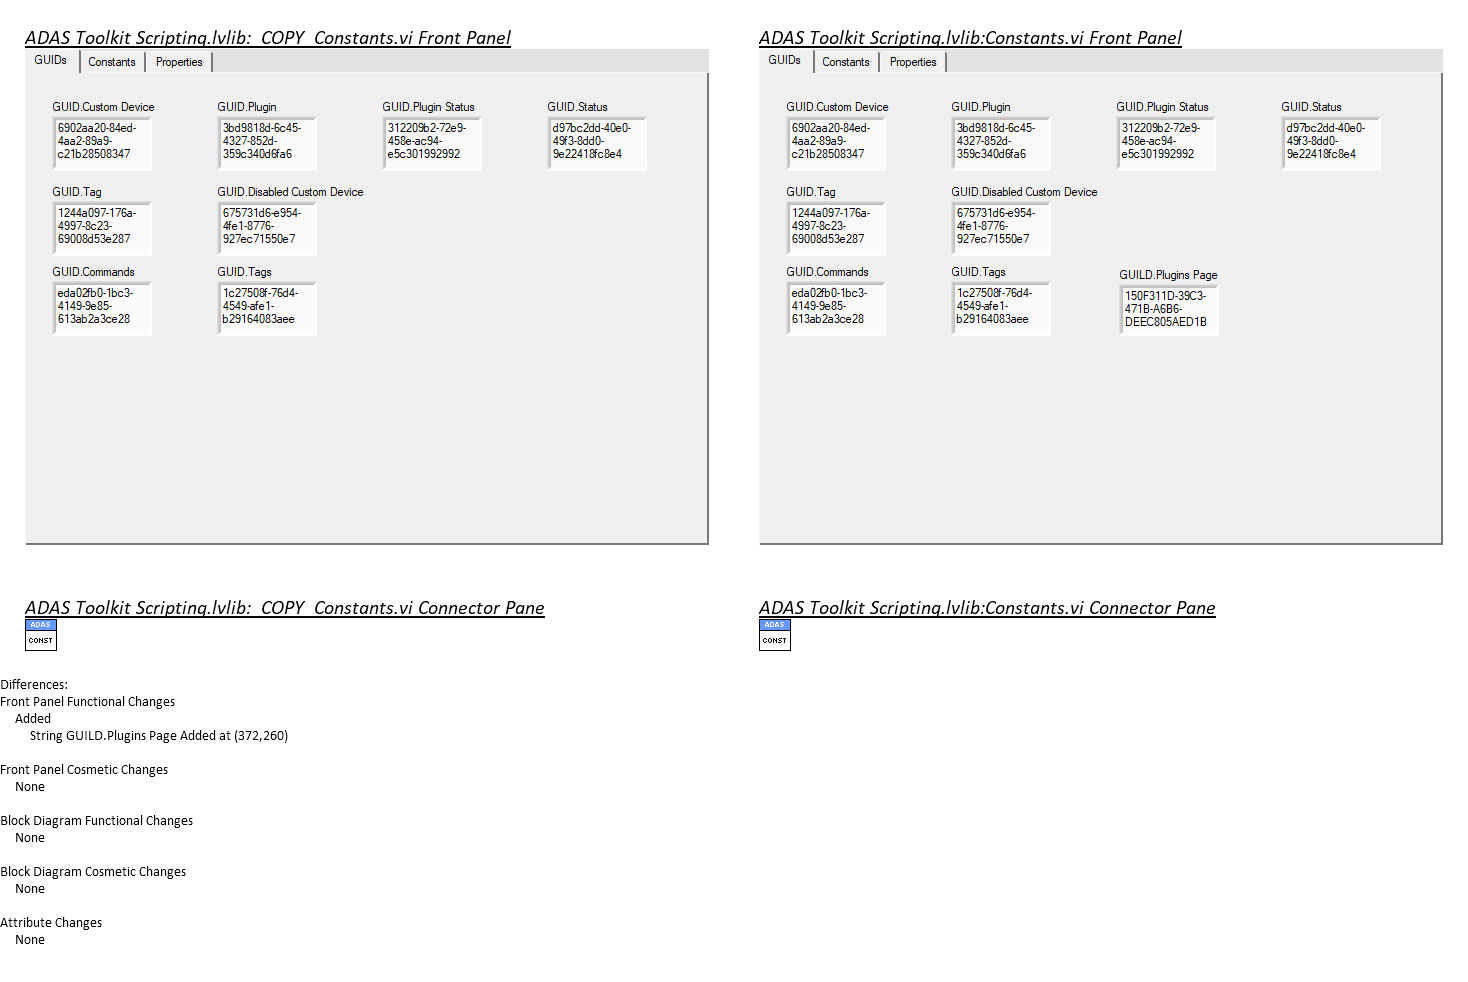 ADAS Toolkit Scripting.lvlib:_COPY_Constants.vi Front Panel
GUIDs Constants Properties
GUID.Custom Device GUID.Plugin GUID.Plugin Status GUID.Status
6902aa20-84ed- 3bd9818d-6c45- 312209b2-72e9- d97bc2dd-40e0-
4aa2-89a9- 4327-852d- 458e-ac94- 49f3-8dd0-
c21b28508347 359c340d6fa6 e5c301992992 9e22418fc8e4
GUID.Tag GUID.Disabled Custom Device
1244a097-176a- 675731d6-e954-
4997-8c23- 4fe1-8776-
69008d53e287 927ec71550e7
GUID.Commands GUID.Tags
eda02fb0-1bc3- 1c27508f-76d4-
4149-9e85- 4549-afe1-
613ab2a3ce28 b29164083aee
ADAS Toolkit Scripting.lvlib:Constants.vi Front Panel
GUIDs Constants Properties
GUID.Custom Device GUID.Plugin GUID.Plugin Status GUID.Status
6902aa20-84ed- 3bd9818d-6c45- 312209b2-72e9- d97bc2dd-40e0-
4aa2-89a9- 4327-852d- 458e-ac94- 49f3-8dd0-
c21b28508347 359c340d6fa6 e5c301992992 9e22418fc8e4
GUID.Tag GUID.Disabled Custom Device
1244a097-176a- 675731d6-e954-
4997-8c23- 4fe1-8776-
69008d53e287 927ec71550e7
GUID.Commands GUID.Tags GUILD.Plugins Page
eda02fb0-1bc3- 1c27508f-76d4- 150F311D-39C3-
4149-9e85- 4549-afe1- 471B-A6B6-
613ab2a3ce28 b29164083aee DEEC805AED1B
ADAS Toolkit Scripting.lvlib:_COPY_Constants.vi Connector Pane
ADAS
CONST
ADAS Toolkit Scripting.lvlib:Constants.vi Connector Pane
ADAS
CONST
Differences:
Front Panel Functional Changes
Added
String GUILD.Plugins Page Added at (372,260)
Front Panel Cosmetic Changes
None
Block Diagram Functional Changes
None
Block Diagram Cosmetic Changes
None
Attribute Changes
None